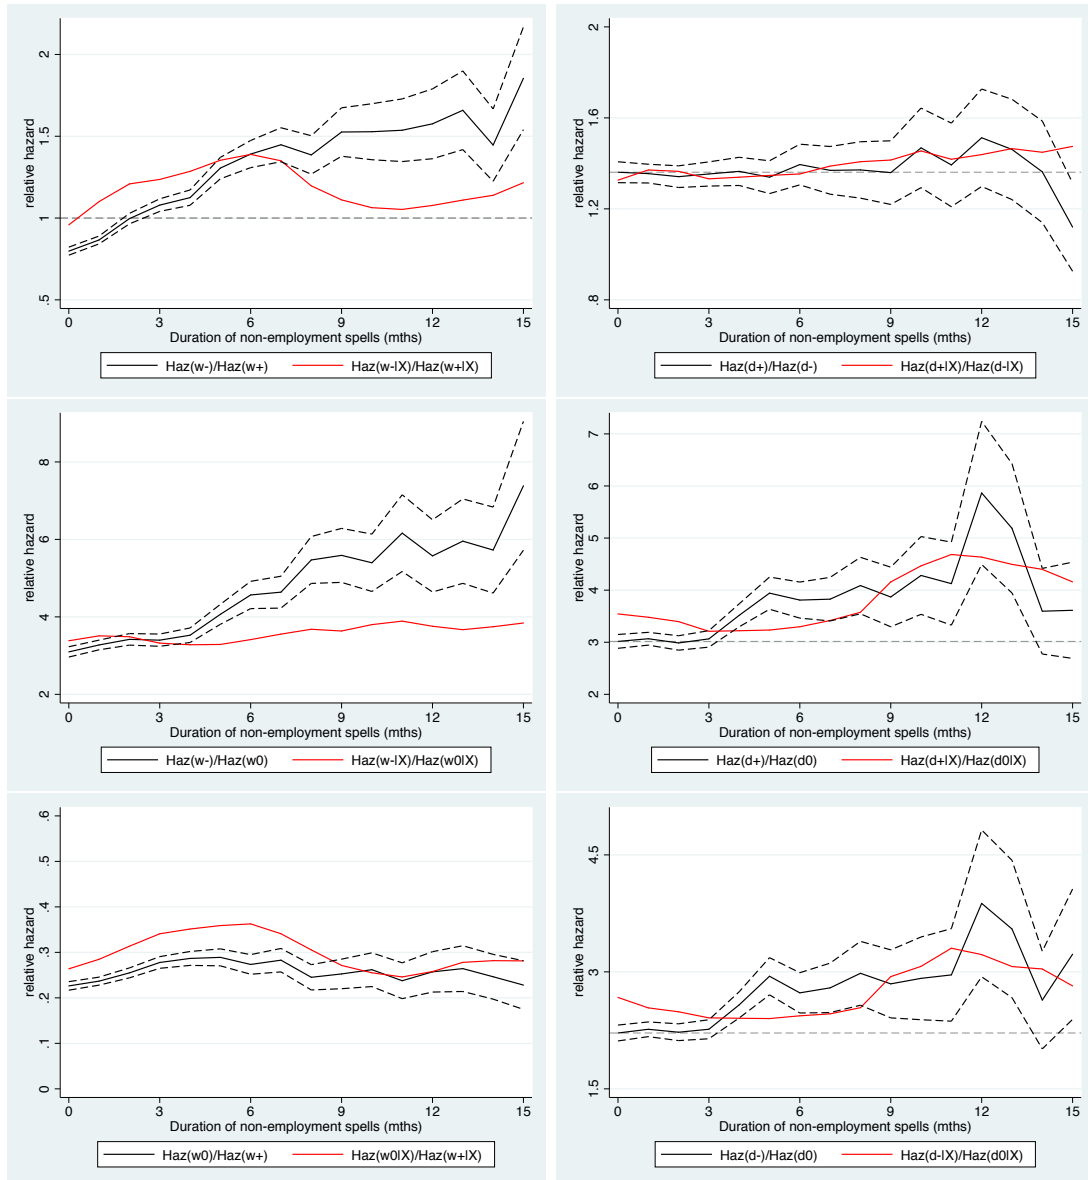 relative hazard
2
1.5
1
.5
0 3 6 9 12 15
Duration of non-employment spells (mths)
Haz(w-)/Haz(w+) Haz(w-|X)/Haz(w+|X)
relative hazard
2
1.6
1.2
.8
0 3 6 9 12 15
Duration of non-employment spells (mths)
Haz(d+)/Haz(d-) Haz(d+|X)/Haz(d-|X)
relative hazard
8
6
4
2
0 3 6 9 12 15
Duration of non-employment spells (mths)
Haz(w-)/Haz(w0) Haz(w-|X)/Haz(w0|X)
relative hazard
7
6
5
4
3
2
0 3 6 9 12 15
Duration of non-employment spells (mths)
Haz(d+)/Haz(d0) Haz(d+|X)/Haz(d0|X)
relative hazard
.6
.5
.4
.3
.2
.1
0
0 3 6 9 12 15
Duration of non-employment spells (mths)
Haz(w0)/Haz(w+) Haz(w0|X)/Haz(w+|X)
relative hazard
4.5
3
1.5
0 3 6 9 12 15
Duration of non-employment spells (mths)
Haz(d-)/Haz(d0) Haz(d-|X)/Haz(d0|X)